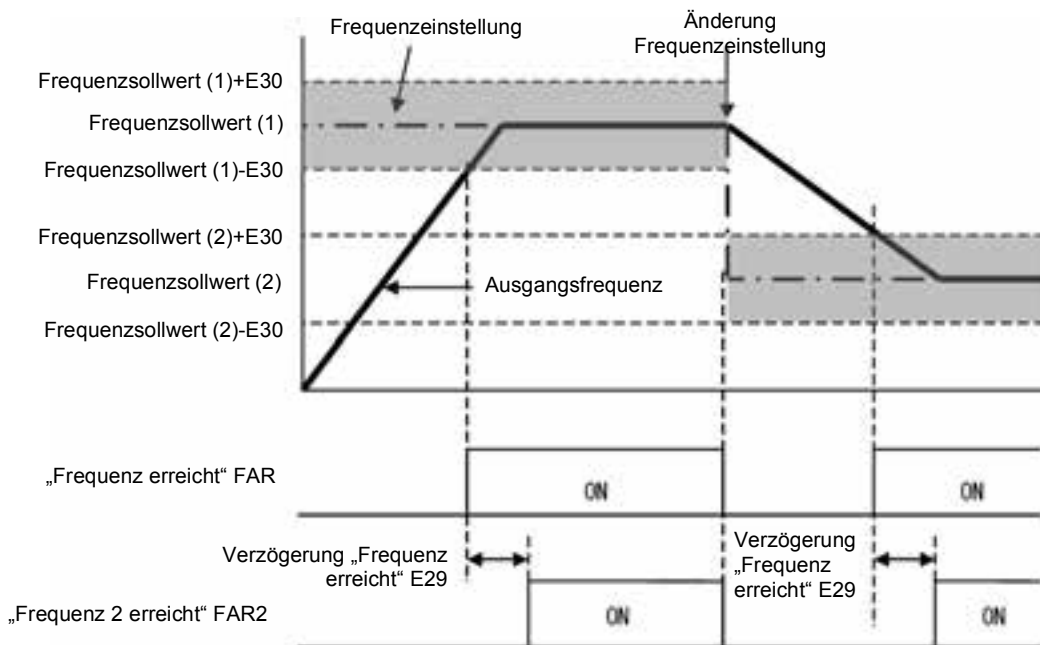 Frequenzeinstellung
Änderung
Frequenzeinstellung
Frequenzsollwert (1)+E30
Frequenzsollwert (1)
Frequenzsollwert (1)-E30
Frequenzsollwert (2)+E30
Frequenzsollwert (2)
Ausgangsfrequenz
Frequenzsollwert (2)-E30
„Frequenz erreicht“ FAR
ON
ON
Verzögerung „Frequenz
erreicht“ E29
Verzögerung
„Frequenz
erreicht“ E29
„Frequenz 2 erreicht“ FAR2
ON
ON